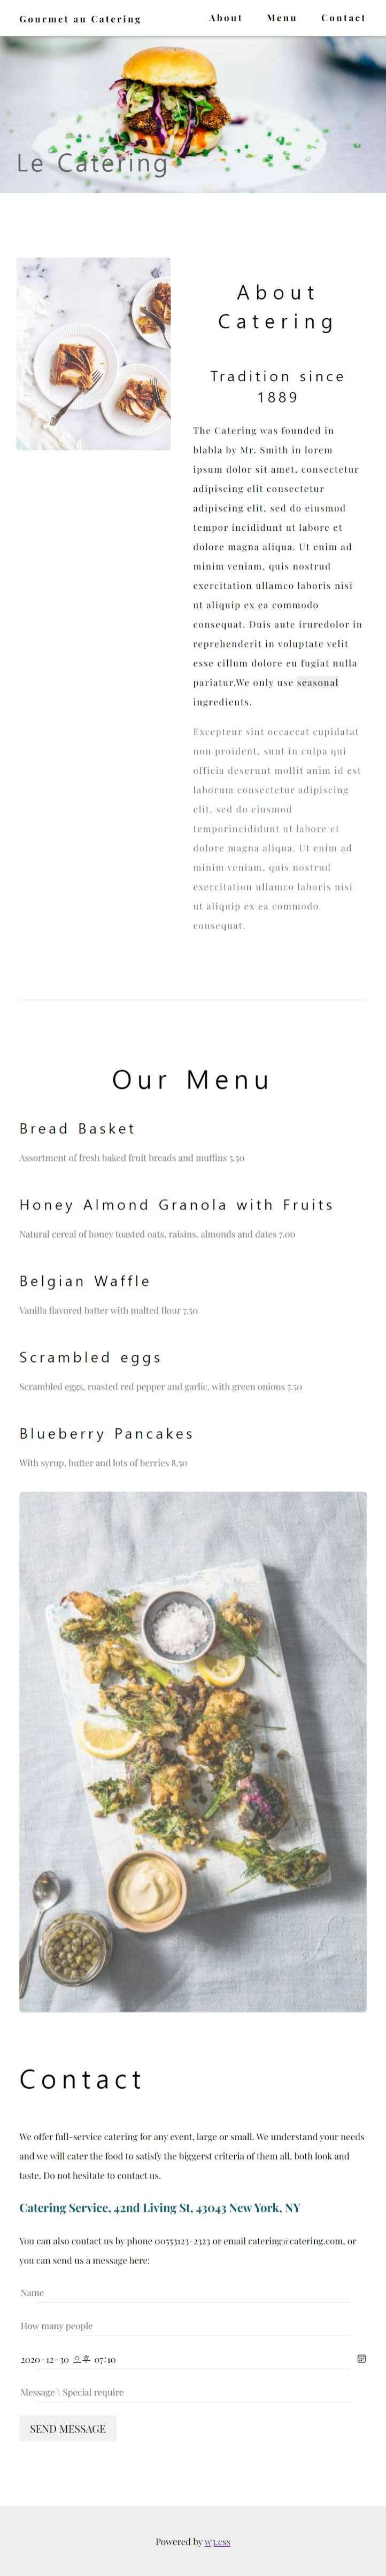 Gourmet au Catering
About Menu Contact
Le Catering
About
Catering
Tradition since
1889
The Catering was founded in
blabla by Mr. Smith in lorem
ipsum dolor sit amet, consectetur
adipiscing elit consectetur
adipiscing elit, sed do eiusmod
tempor incididunt ut labore et
dolore magna aliqua. Ut enim ad
minim veniam, quis nostrud
exercitation ullamco laboris nisi
ut aliquip ex ea commodo
consequat. Duis aute iruredolor in
reprehenderit in voluptate velit
esse cillum dolore eu fugiat nulla
pariatur.We only use seasonal
ingredients.
Excepteur sint occaecat cupidatat
non proident, sunt in culpa qui
officia deserunt mollit anim id est
laborum consectetur adipiscing
elit, sed do eiusmod
temporincididunt ut labore et
dolore magna aliqua. Ut enim ad
minim veniam, quis nostrud
exercitation ullamco laboris nisi
ut aliquip ex ea commodo
consequat.
Our Menu
Bread Basket
Assortment of fresh baked fruit breads and muffins 5.50
Honey Almond Granola with Fruits
Natural cereal of honey toasted oats, raisins, almonds and dates 7.00
Belgian Waffle
Vanilla flavored batter with malted flour 7.50
Scrambled eggs
Scrambled eggs, roasted red pepper and garlic, with green onions 7.50
Blueberry Pancakes
With syrup, butter and lots of berries 8.50
Contact
We offer full-service catering for any event, large or small. We understand your needs
and we will cater the food to satisfy the biggerst criteria of them all, both look and
taste. Do not hesitate to contact us.
Catering Service, 42nd Living St, 43043 New York, NY
You can also contact us by phone 00553123-2323 or email catering@catering.com, or
you can send us a message here:
Name
How many people
2020-12-30 오후 07:10
Message \ Special require
SEND MESSAGE
Powered by w3.css